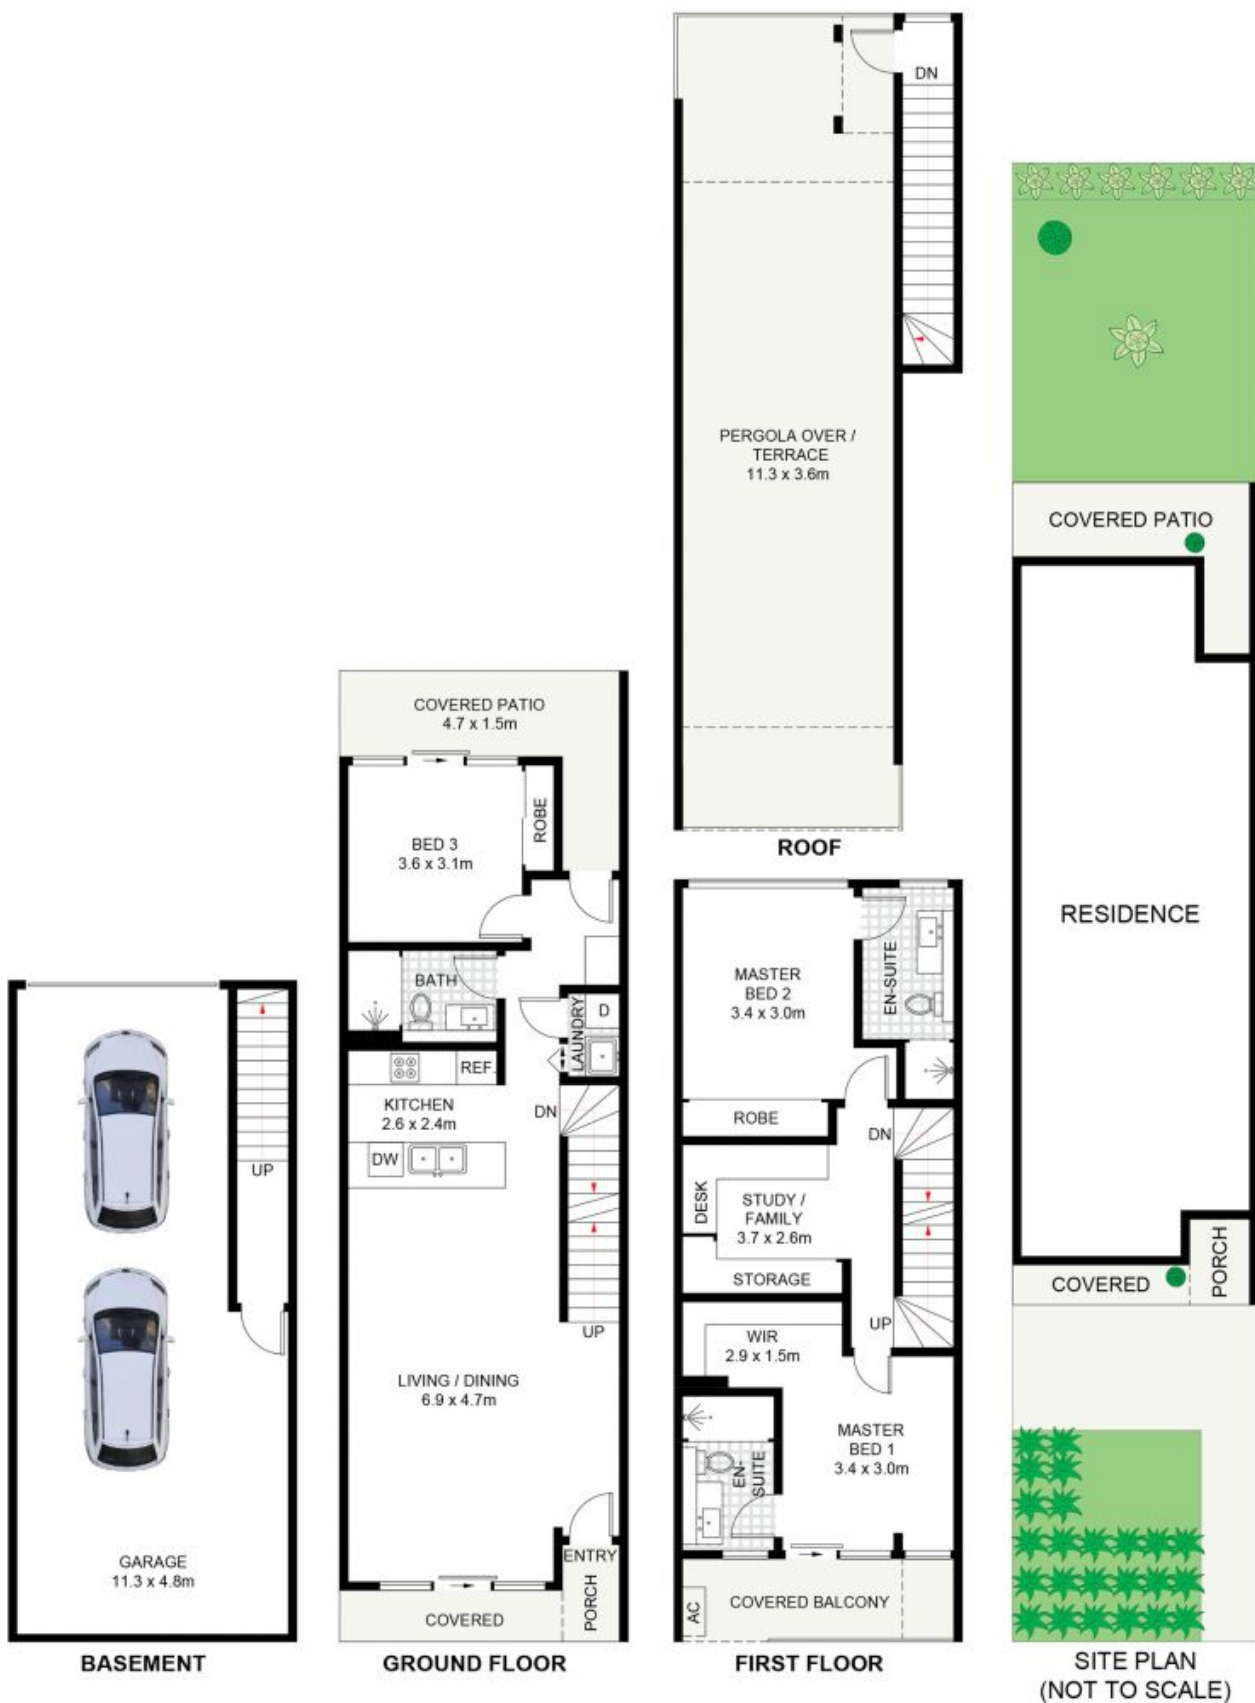 DN
PERGOLA OVER /
TERRACE
11.3 x 3.6m
ROOF
COVERED PATIO
RESIDENCE
COVERED
PORCH
SITE PLAN
(NOT TO SCALE)
COVERED PATIO
4.7 x 1.5m
BED 3
3.6 x 3.1m
ROBE
BATH
LAUNDRY
D
REF.
KITCHEN
2.6 x 2.4m
DN
DW
UP
LIVING / DINING
6.9 x 4.7m
ENTRY
PORCH
COVERED
GROUND FLOOR
UP
GARAGE
11.3 x 4.8m
BASEMENT
MASTER
BED 2
3.4 x 3.0m
EN-SUITE
ROBE
DN
DESK
STUDY /
FAMILY
3.7 x 2.6m
STORAGE
UP
WIR
2.9 x 1.5m
MASTER
BED 1
3.4 x 3.0m
EN-
SUITE
AC
COVERED BALCONY
FIRST FLOOR